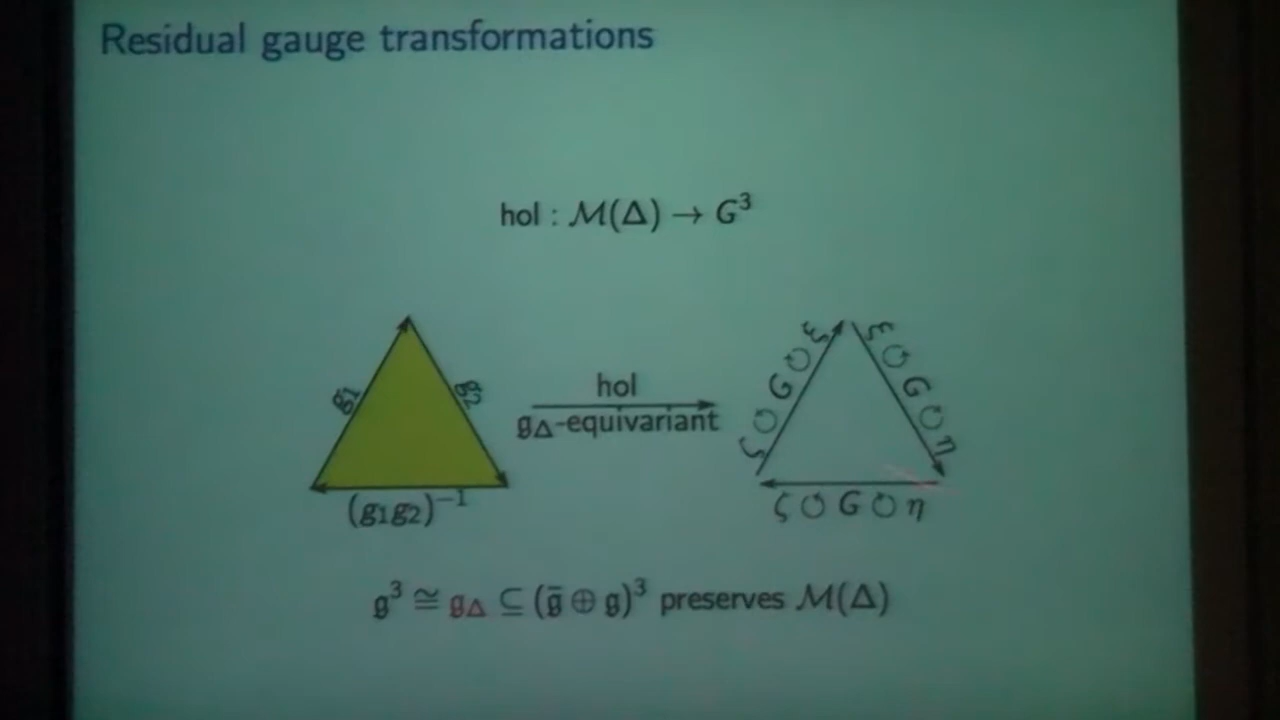 Residual gauge transformations
hol : ℳ(Δ) → G³
g₁
g₂
(g₁g₂)⁻¹
hol
𝔤_Δ-equivariant
ζ ↻ G ↻ ξ
ξ ↻ G ↻ η
ζ ↻ G ↻ η
𝔤³ ≅ 𝔤_Δ ⊆ (𝔤̄ ⊕ 𝔤)³ preserves ℳ(Δ)